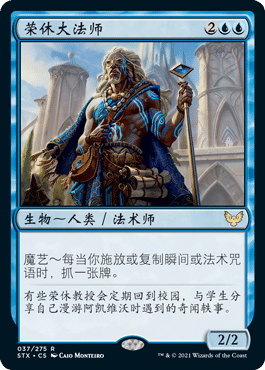 荣休大法师 2
生物～人类 / 法术师
魔艺～每当你施放或复制瞬间或法术咒
语时，抓一张牌。
有些荣休教授会定期回到校园，与学生分
享自己漫游阿凯维沃时遇到的奇闻轶事。
2/2
037/275 R
STX • CS CAIO MONTEIRO
™ & © 2021 Wizards of the Coast